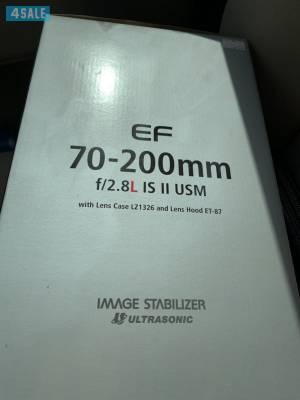 4SALE
EF
70-200mm
f/2.8L IS II USM
with Lens Case LZ1326 and Lens Hood ET-87
IMAGE STABILIZER
ULTRASONIC